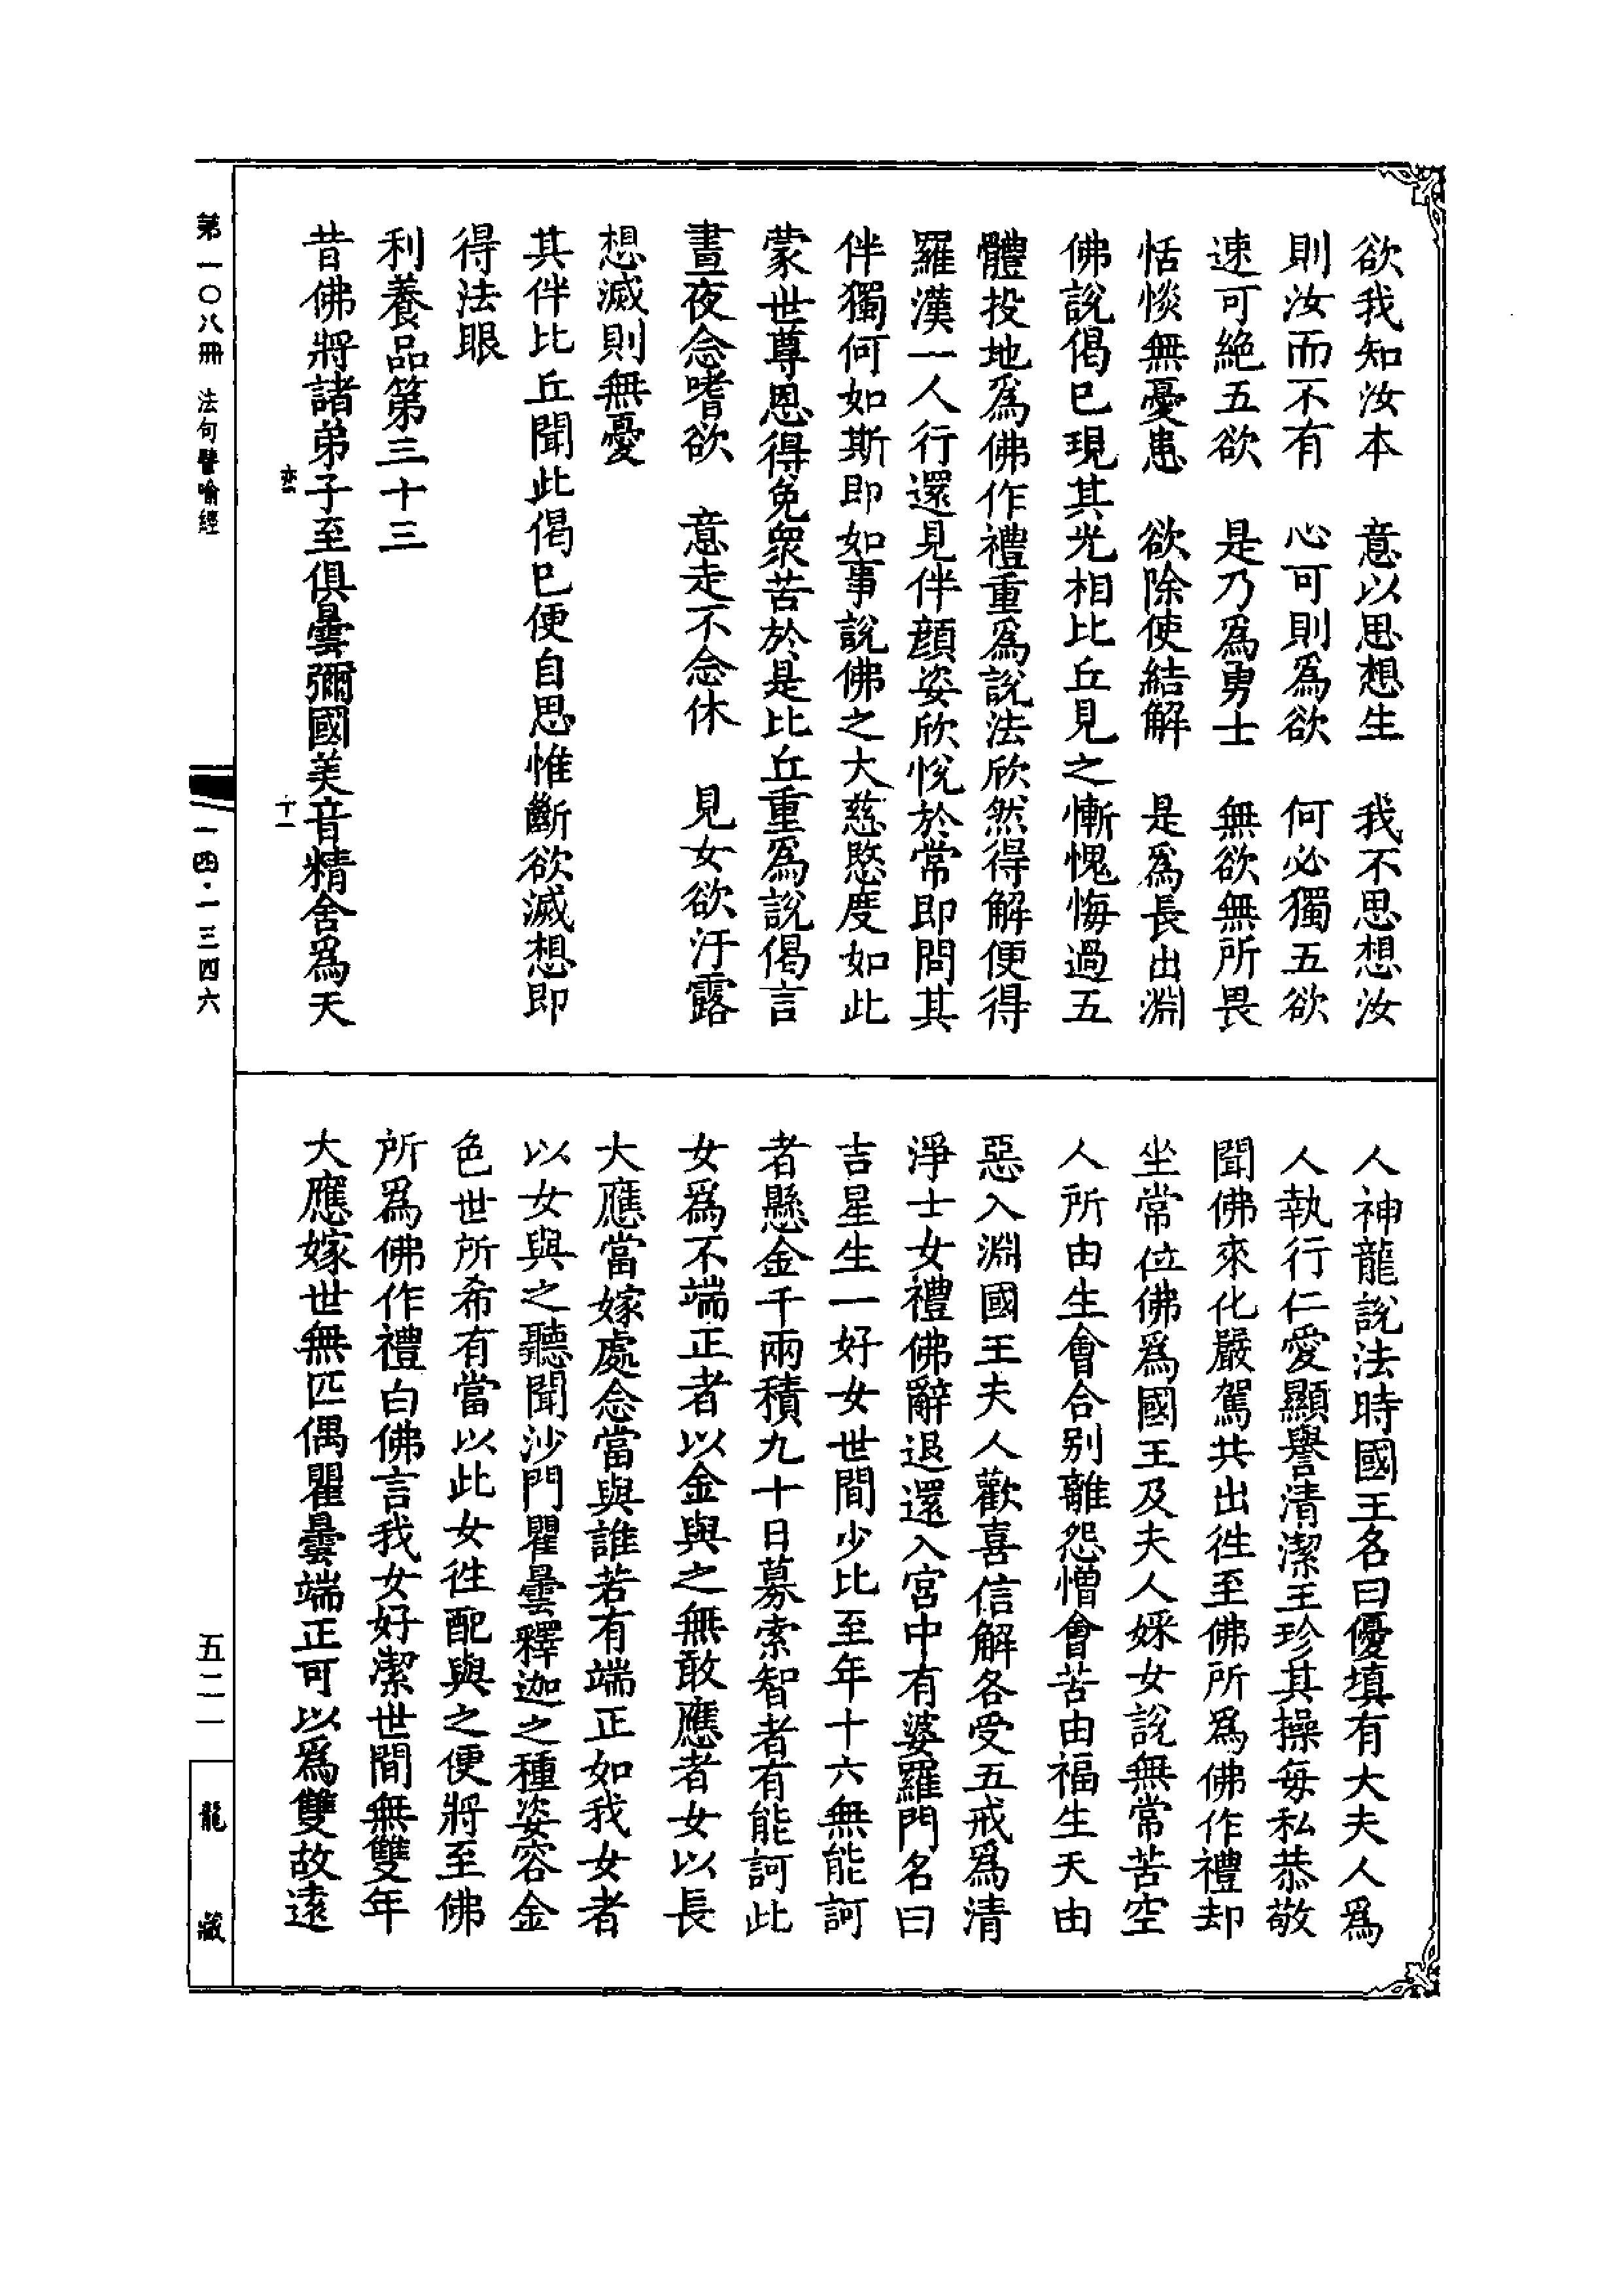 欲我知汝本　意以思想生　我不思想汝
則汝而不有　心可則爲欲　何必獨五欲
速可絶五欲　是乃爲勇士　無欲無所畏
恬惔無憂患　欲除使結解　是爲長出淵
佛說偈已現其光相比丘見之慚愧悔過五
體投地爲佛作禮重爲說法欣然得解便得
羅漢一人行還見伴顔姿欣悅於常即問其
伴獨何如斯即如事說佛之大慈愍度如此
蒙世尊恩得免衆苦於是比丘重爲說偈言
晝夜念嗜欲　意走不念休　見女欲汙露
想滅則無憂
其伴比丘聞此偈已便自思惟斷欲滅想即
得法眼
利養品第三十三
昔佛將諸弟子至俱曇彌國美音精舍爲天
十一
人神龍說法時國王名曰優填有大夫人爲
人執行仁愛顯譽清潔王珍其操每私恭敬
聞佛來化嚴駕共出徃至佛所爲佛作禮却
坐常位佛爲國王及夫人婇女說無常苦空
人所由生會合别離怨憎會苦由福生天由
惡入淵國王夫人歡喜信解各受五戒爲清
淨士女禮佛辭退還入宮中有婆羅門名曰
吉星生一好女世間少比至年十六無能訶
者懸金千兩積九十日募索智者有能訶此
女爲不端正者以金與之無敢應者女以長
大應當嫁處念當與誰若有端正如我女者
以女與之聽聞沙門瞿曇釋迦之種姿容金
色世所希有當以此女徃配與之便將至佛
所爲佛作禮白佛言我女好潔世間無雙年
大應嫁世無匹偶瞿曇端正可以爲雙故遠
第一〇八冊　法句譬喻經
一四·一三四六
五二一
龍藏